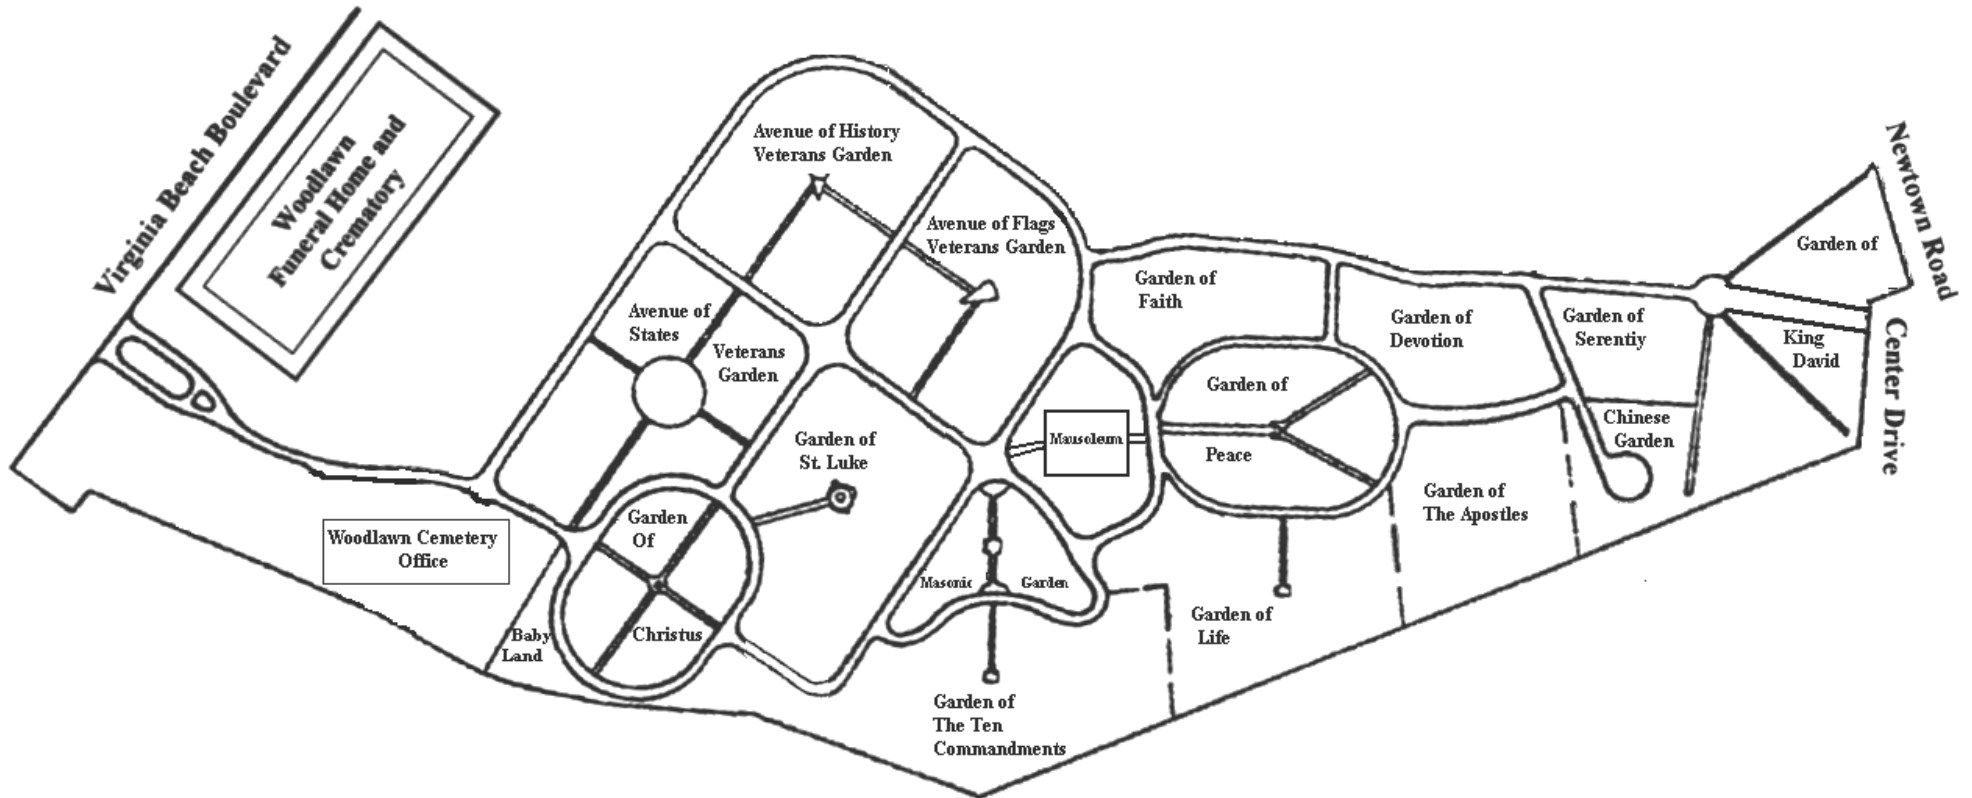 Virginia Beach Boulevard
Woodlawn
Funeral Home and
Crematory
Avenue of History
Veterans Garden
Avenue of Flags
Veterans Garden
Avenue of
States
Veterans
Garden
Garden of
St. Luke
Mausoleum
Garden of
Faith
Garden of
Devotion
Garden of
Serentiy
Garden of
King
David
Newtown Road
Center Drive
Garden of
Peace
Chinese
Garden
Garden of
The Apostles
Woodlawn Cemetery
Office
Garden
Of
Christus
Baby
Land
Masonic Garden
Garden of
Life
Garden of
The Ten
Commandments